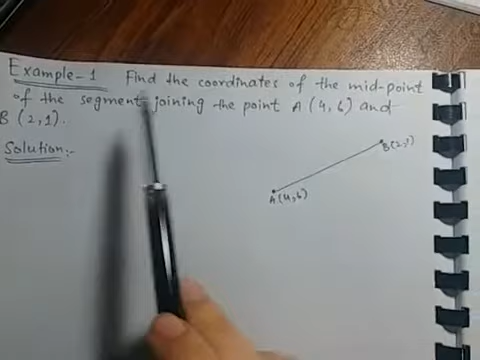 Example-1 Find the coordinates of the mid-point
of the segment joining the point A (4,6) and
B (2,1).
Solution:-
B(2,1)
A(4,6)